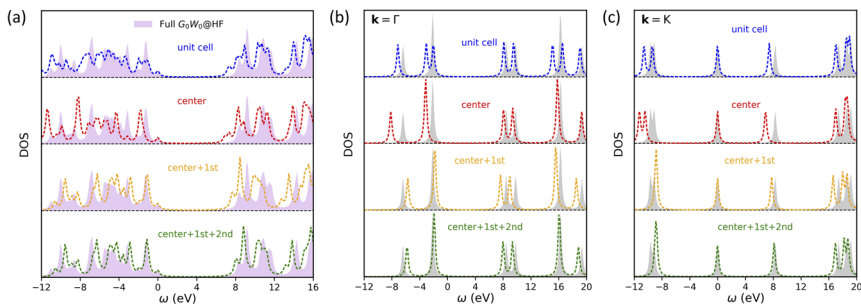 (a)
Full G₀W₀@HF
unit cell
center
center+1st
center+1st+2nd
DOS
−12 −8 −4 0 4 8 12 16
ω (eV)
(b)
k = Γ
unit cell
center
center+1st
center+1st+2nd
DOS
−12 −8 −4 0 4 8 12 16 20
ω (eV)
(c)
k = K
unit cell
center
center+1st
center+1st+2nd
DOS
−12 −8 −4 0 4 8 12 16 20
ω (eV)